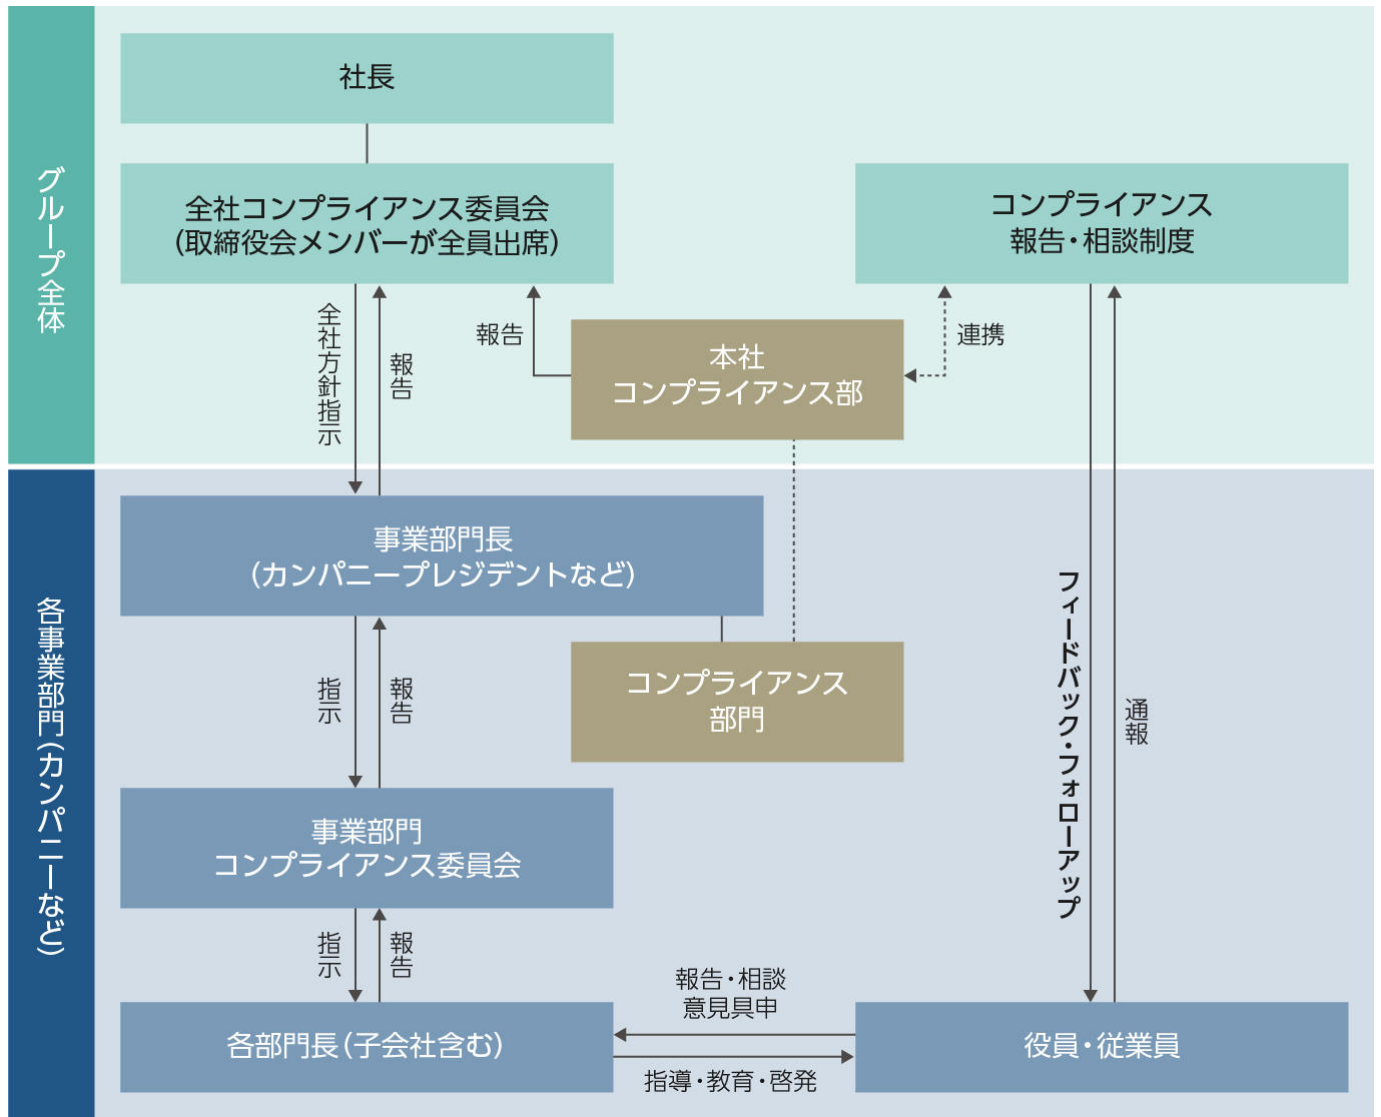 グループ全体
社長
全社コンプライアンス委員会
(取締役会メンバーが全員出席)
コンプライアンス
報告・相談制度
全社方針指示
報告
報告
本社
コンプライアンス部
連携
各事業部門(カンパニーなど)
事業部門長
(カンパニープレジデントなど)
コンプライアンス
部門
指示
報告
フィードバック・フォローアップ
通報
事業部門
コンプライアンス委員会
指示
報告
報告・相談
意見具申
各部門長(子会社含む)
役員・従業員
指導・教育・啓発